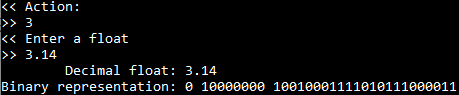 << Action:
>> 3
<< Enter a float
>> 3.14
Decimal float: 3.14
Binary representation: 0 10000000 10010001111010111000011